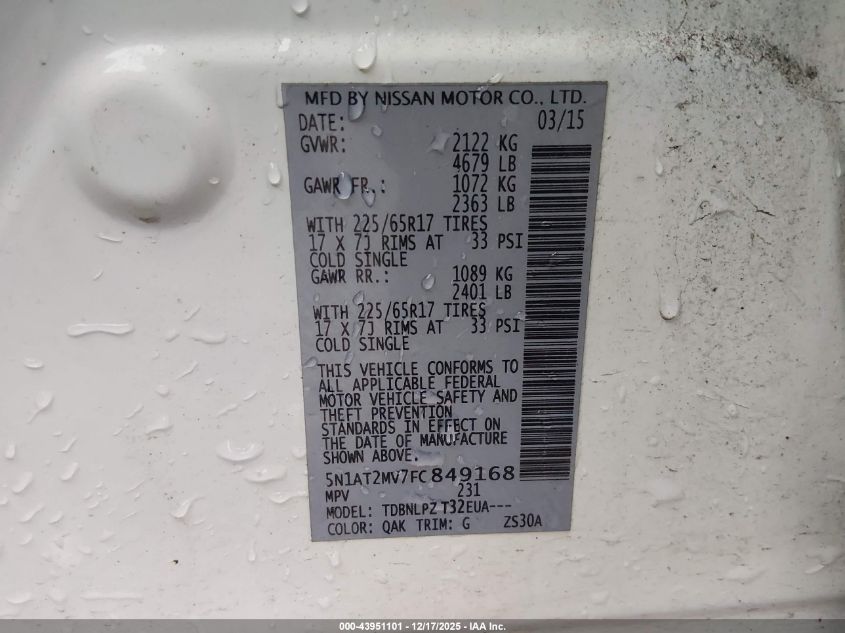 MFD BY NISSAN MOTOR CO., LTD.
DATE: 03/15
GVWR: 2122 KG
4679 LB
GAWR FR.: 1072 KG
2363 LB
WITH 225/65R17 TIRES
17 X 7J RIMS AT 33 PSI
COLD SINGLE
GAWR RR.: 1089 KG
2401 LB
WITH 225/65R17 TIRES
17 X 7J RIMS AT 33 PSI
COLD SINGLE
THIS VEHICLE CONFORMS TO
ALL APPLICABLE FEDERAL
MOTOR VEHICLE SAFETY AND
THEFT PREVENTION
STANDARDS IN EFFECT ON
THE DATE OF MANUFACTURE
SHOWN ABOVE.
5N1AT2MV7FC849168
MPV 231
MODEL: TDBNLPZ T32EUA---
COLOR: QAK TRIM: G ZS30A
000-43951101 - 12/17/2025 - IAA Inc.